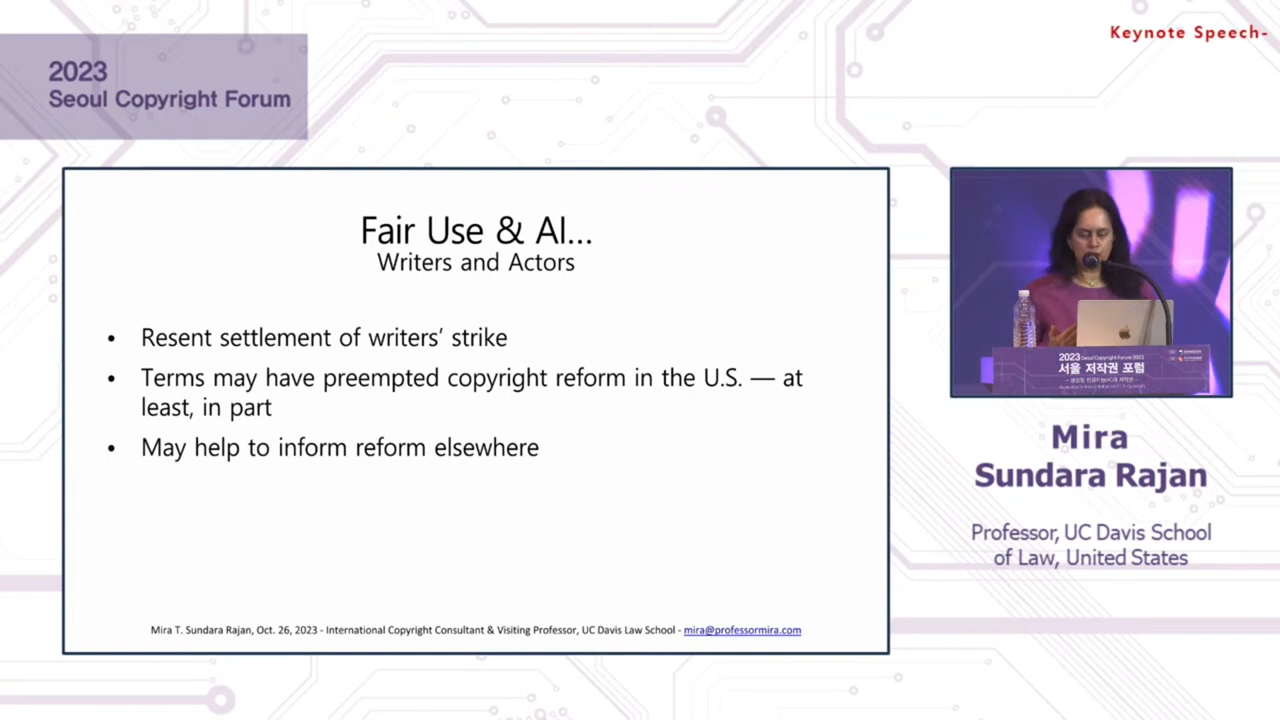 Keynote Speech-
2023
Seoul Copyright Forum
Fair Use & AI...
Writers and Actors
• Resent settlement of writers' strike
• Terms may have preempted copyright reform in the U.S. — at
least, in part
• May help to inform reform elsewhere
Mira T. Sundara Rajan, Oct. 26, 2023 - International Copyright Consultant & Visiting Professor, UC Davis Law School - mira@professormira.com
2023 Seoul Copyright Forum 2023
서울 저작권 포럼
Mira
Sundara Rajan
Professor, UC Davis School
of Law, United States